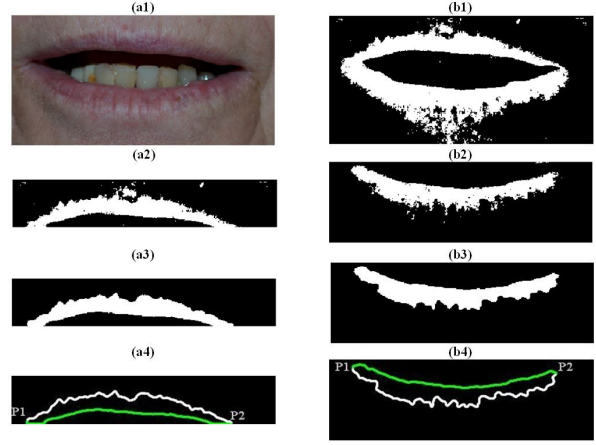 (a1) (b1)
(a2) (b2)
(a3) (b3)
(a4) (b4)
P1 P2 P1 P2